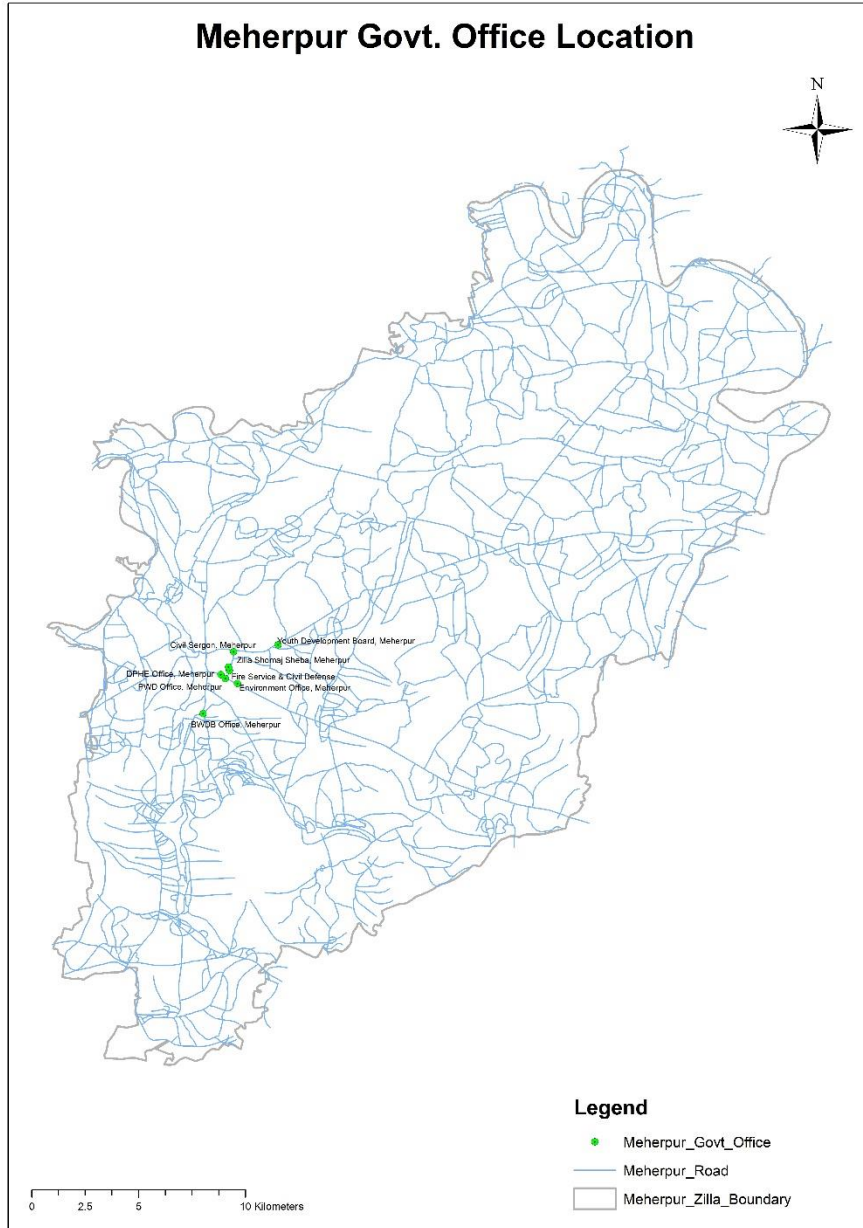 Meherpur Govt. Office Location
N
Youth Development Board, Meherpur
Civil Sergon, Meherpur
Zilla Shomaj Sheba, Meherpur
DPHE Office, Meherpur
Fire Service & Civil Defense
PWD Office, Meherpur
Environment Office, Meherpur
BWDB Office, Meherpur
Legend
Meherpur_Govt_Office
Meherpur_Road
Meherpur_Zilla_Boundary
0 2.5 5 10 Kilometers